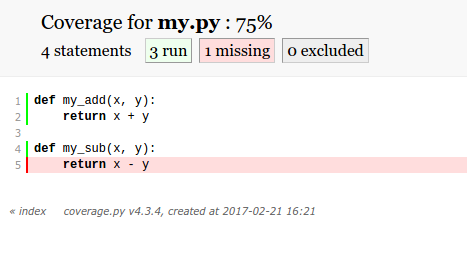 Coverage for my.py : 75%
4 statements 3 run 1 missing 0 excluded
1 def my_add(x, y):
2     return x + y
3
4 def my_sub(x, y):
5     return x - y
« index coverage.py v4.3.4, created at 2017-02-21 16:21